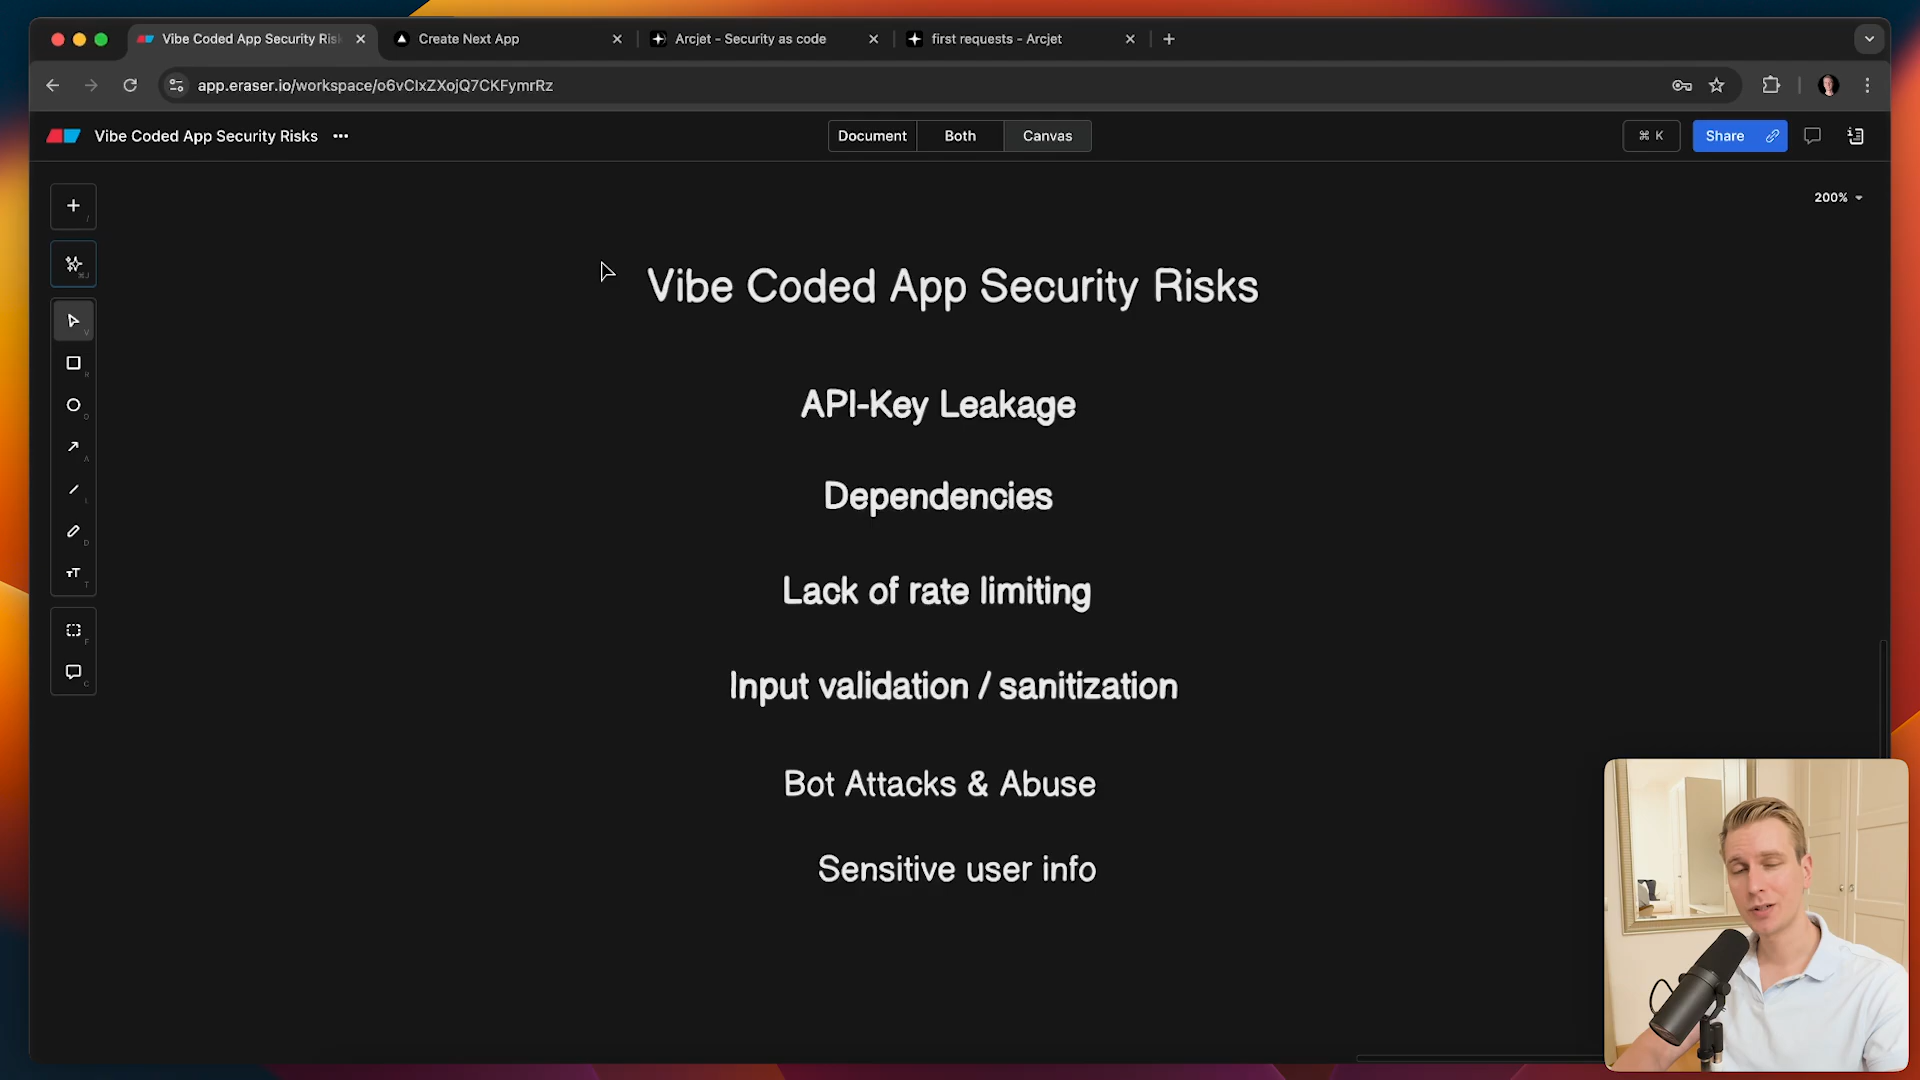 Vibe Coded App Security Ris
Create Next App
Arcjet - Security as code
first requests - Arcjet
app.eraser.io/workspace/o6vCIxZXojQ7CKFymrRz
Vibe Coded App Security Risks
Document
Both
Canvas
⌘ K
Share
200%
Vibe Coded App Security Risks
API-Key Leakage
Dependencies
Lack of rate limiting
Input validation / sanitization
Bot Attacks & Abuse
Sensitive user info